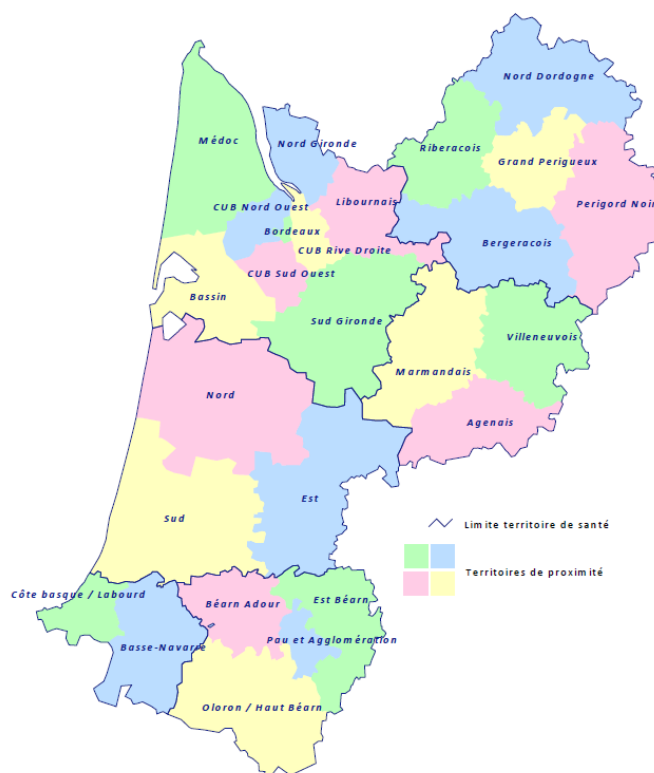 Nord Dordogne
Médoc
Nord Gironde
Riberacois
Grand Perigueux
Libournais
Perigord Noir
CUB Nord Ouest
Bordeaux
Bergeracois
CUB Rive Droite
CUB Sud Ouest
Bassin
Sud Gironde
Villeneuvois
Marmandais
Nord
Agenais
Est
Sud
Limite territoire de santé
Territoires de proximité
Côte basque / Labourd
Béarn Adour
Est Béarn
Pau et Agglomération
Basse-Navarre
Oloron / Haut Béarn